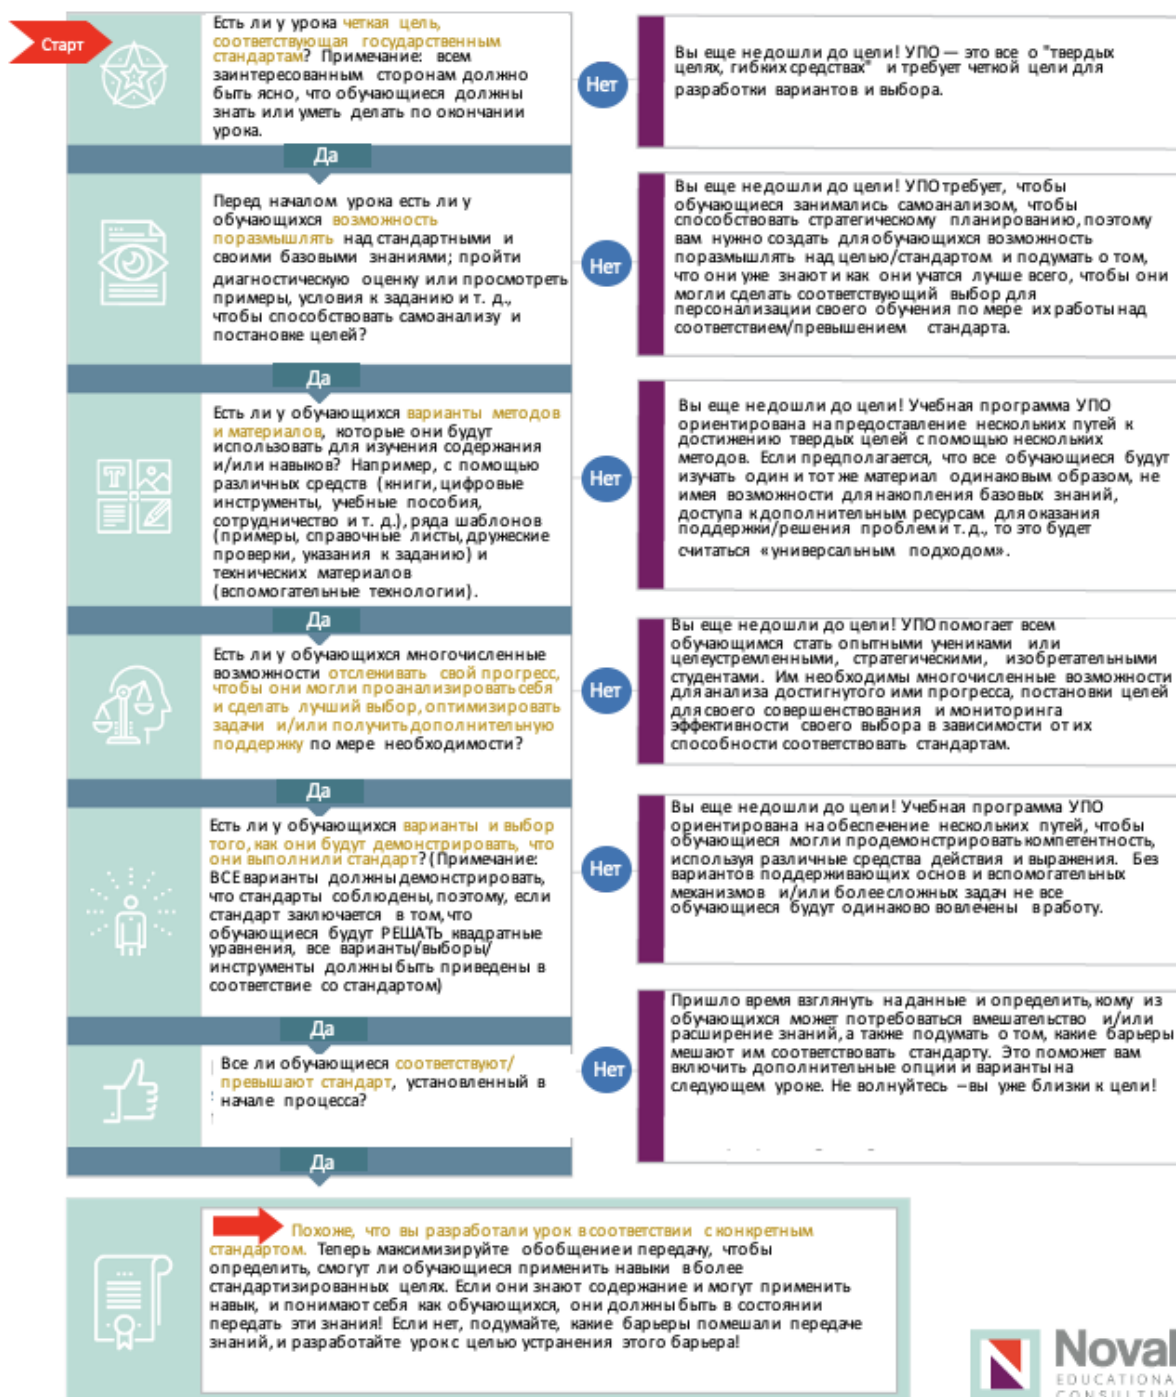 Старт
Есть ли у урока четкая цель,
соответствующая государственным
стандартам? Примечание: всем
заинтересованным сторонам должно
быть ясно, что обучающиеся должны
знать или уметь делать по окончании
урока.
Нет
Вы еще не дошли до цели! УПО — это все о "твердых
целях, гибких средствах" и требует четкой цели для
разработки вариантов и выбора.
Да
Перед началом урока есть ли у
обучающихся возможность
поразмышлять над стандартными и
своими базовыми знаниями; пройти
диагностическую оценку или просмотреть
примеры, условия к заданию и т. д.,
чтобы способствовать самоанализу и
постановке целей?
Нет
Вы еще не дошли до цели! УПО требует, чтобы
обучающиеся занимались самоанализом, чтобы
способствовать стратегическому планированию, поэтому
вам нужно создать для обучающихся возможность
поразмышлять над целью/стандартом и подумать о том,
что они уже знают и как они учатся лучше всего, чтобы они
могли сделать соответствующий выбор для
персонализации своего обучения по мере их работы над
соответствием/превышением стандарта.
Да
Есть ли у обучающихся варианты методов
и материалов, которые они будут
использовать для изучения содержания
и/или навыков? Например, с помощью
различных средств (книги, цифровые
инструменты, учебные пособия,
сотрудничество и т. д.), ряда шаблонов
(примеры, справочные листы, дружеские
проверки, указания к заданию) и
технических материалов
(вспомогательные технологии).
Нет
Вы еще не дошли до цели! Учебная программа УПО
ориентирована на предоставление нескольких путей к
достижению твердых целей с помощью нескольких
методов. Если предполагается, что все обучающиеся будут
изучать один и тот же материал одинаковым образом, не
имея возможности для накопления базовых знаний,
доступа к дополнительным ресурсам для оказания
поддержки/решения проблем и т. д., то это будет
считаться «универсальным подходом».
Да
Есть ли у обучающихся многочисленные
возможности отслеживать свой прогресс,
чтобы они могли проанализировать себя
и сделать лучший выбор, оптимизировать
задачи и/или получить дополнительную
поддержку по мере необходимости?
Нет
Вы еще не дошли до цели! УПО помогает всем
обучающимся стать опытными учениками или
целеустремленными, стратегическими, изобретательными
студентами. Им необходимы многочисленные возможности
для анализа достигнутого ими прогресса, постановки целей
для своего совершенствования и мониторинга
эффективности своего выбора в зависимости от их
способности соответствовать стандартам.
Да
Есть ли у обучающихся варианты и выбор
того, как они будут демонстрировать, что
они выполнили стандарт? (Примечание:
ВСЕ варианты должны демонстрировать,
что стандарты соблюдены, поэтому, если
стандарт заключается в том, что
обучающиеся будут РЕШАТЬ квадратные
уравнения, все варианты/выборы/
инструменты должны быть приведены в
соответствие со стандартом)
Нет
Вы еще не дошли до цели! Учебная программа УПО
ориентирована на обеспечение нескольких путей, чтобы
обучающиеся могли продемонстрировать компетентность,
используя различные средства действия и выражения. Без
вариантов поддерживающих основ и вспомогательных
механизмов и/или более сложных задач не все
обучающиеся будут одинаково вовлечены в работу.
Да
Все ли обучающиеся соответствуют/
превышают стандарт, установленный в
начале процесса?
Нет
Пришло время взглянуть на данные и определить, кому из
обучающихся может потребоваться вмешательство и/или
расширение знаний, а также подумать о том, какие барьеры
мешают им соответствовать стандарту. Это поможет вам
включить дополнительные опции и варианты на
следующем уроке. Не волнуйтесь – вы уже близки к цели!
Да
Похоже, что вы разработали урок в соответствии с конкретным
стандартом. Теперь максимизируйте обобщение и передачу, чтобы
определить, смогут ли обучающиеся применить навыки в более
стандартизированных целях. Если они знают содержание и могут применить
навык, и понимают себя как обучающихся, они должны быть в состоянии
передать эти знания! Если нет, подумайте, какие барьеры помешали передаче
знаний, и разработайте урок с целью устранения этого барьера!
Novak
EDUCATIONA
CONSULTING